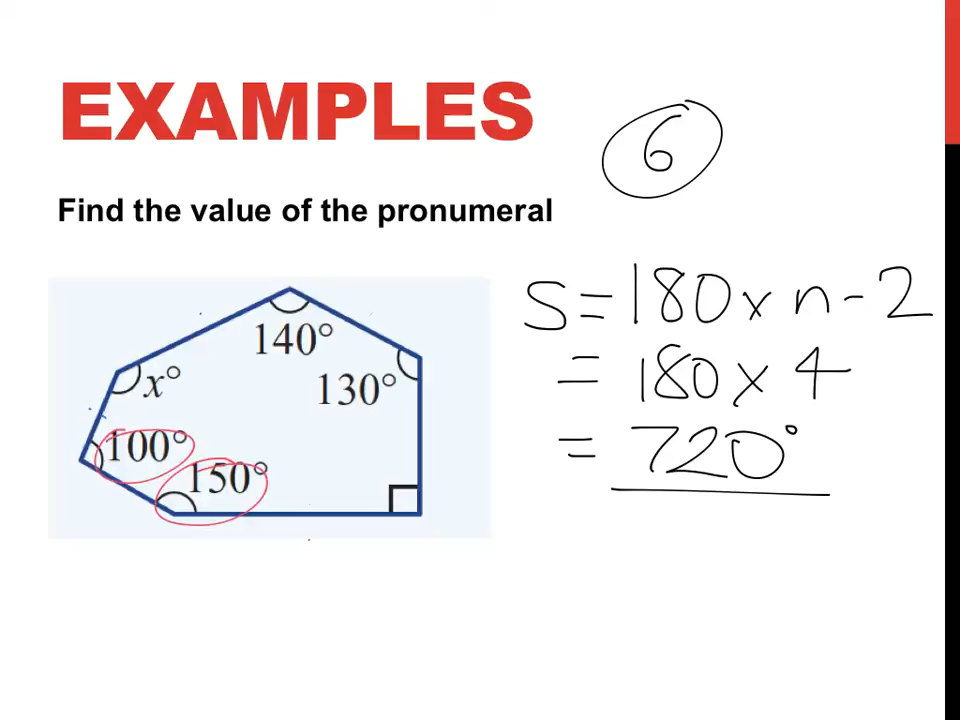 EXAMPLES
6
Find the value of the pronumeral
S = 180 x n - 2
= 180 x 4
= 720°
140°
130°
x°
100°
150°